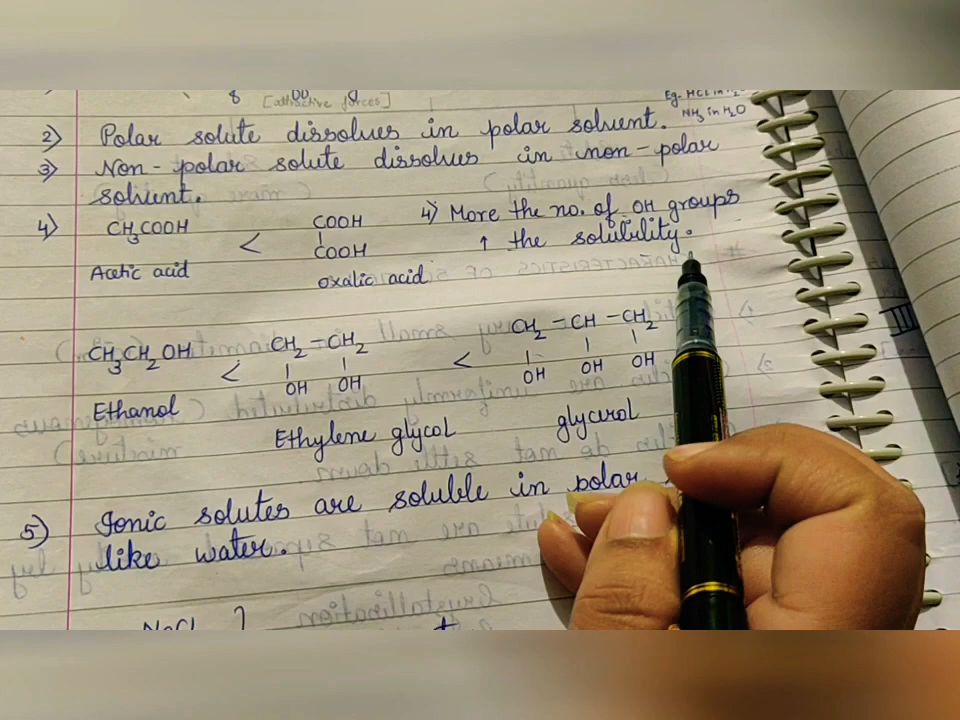 [attractive forces]
Eg- HCl in H2O
NH3 in H2O
2) Polar solute dissolves in polar solvent.
3) Non-polar solute dissolves in non-polar
solvent.
4) CH3COOH < COOH
COOH
Acetic acid oxalic acid
4) More the no. of OH groups
↑ the solubility.
CH3CH2OH < CH2-CH2 < CH2-CH-CH2
OH OH OH OH OH
Ethanol Ethylene glycol glycerol
5) Ionic solutes are soluble in polar
like water.
NaCl